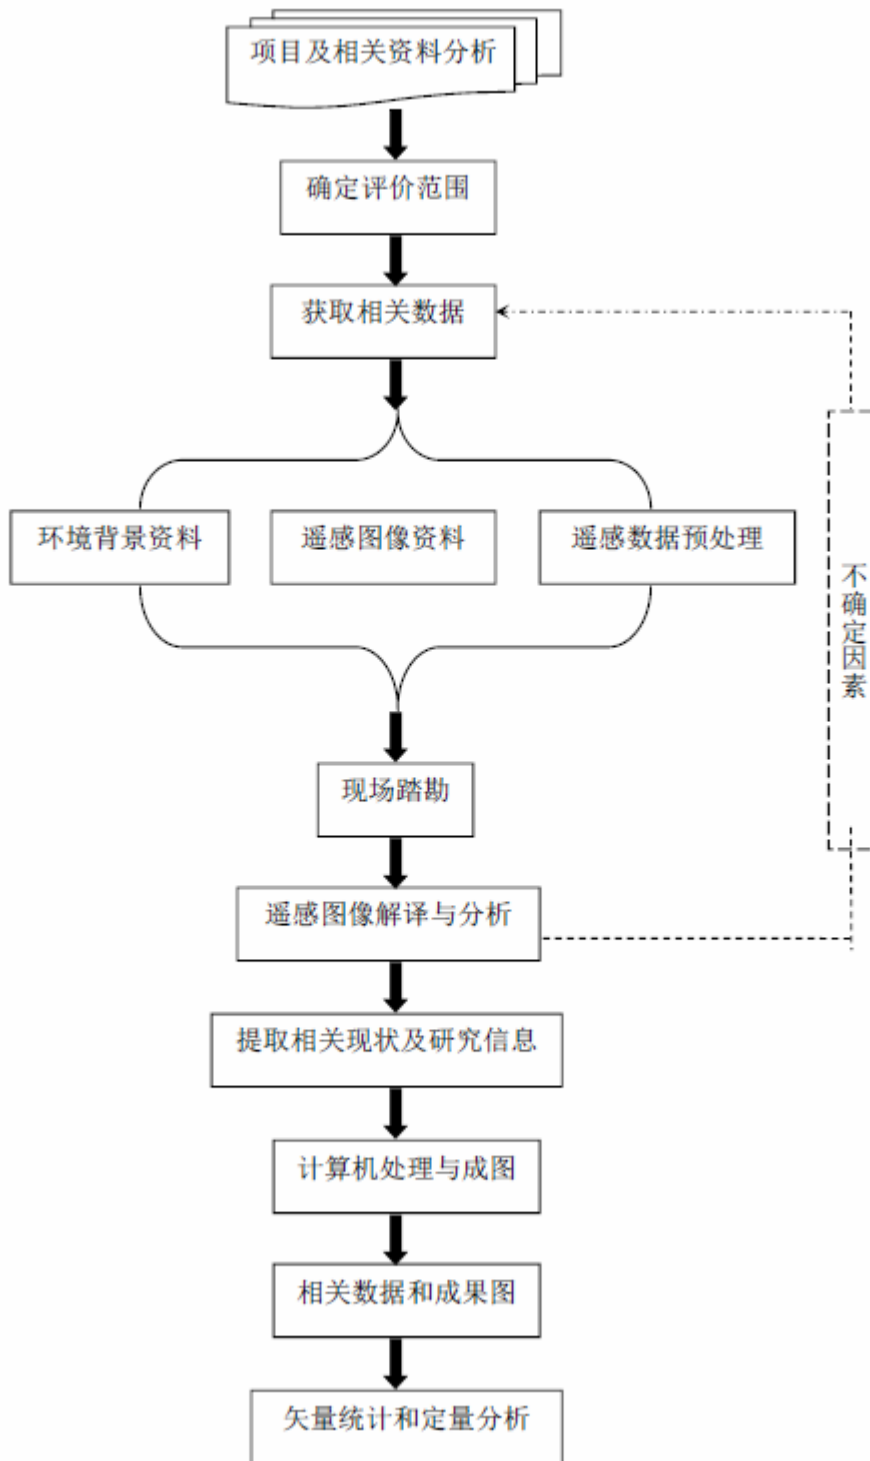 项目及相关资料分析
确定评价范围
获取相关数据
环境背景资料
遥感图像资料
遥感数据预处理
不确定因素
现场踏勘
遥感图像解译与分析
提取相关现状及研究信息
计算机处理与成图
相关数据和成果图
矢量统计和定量分析